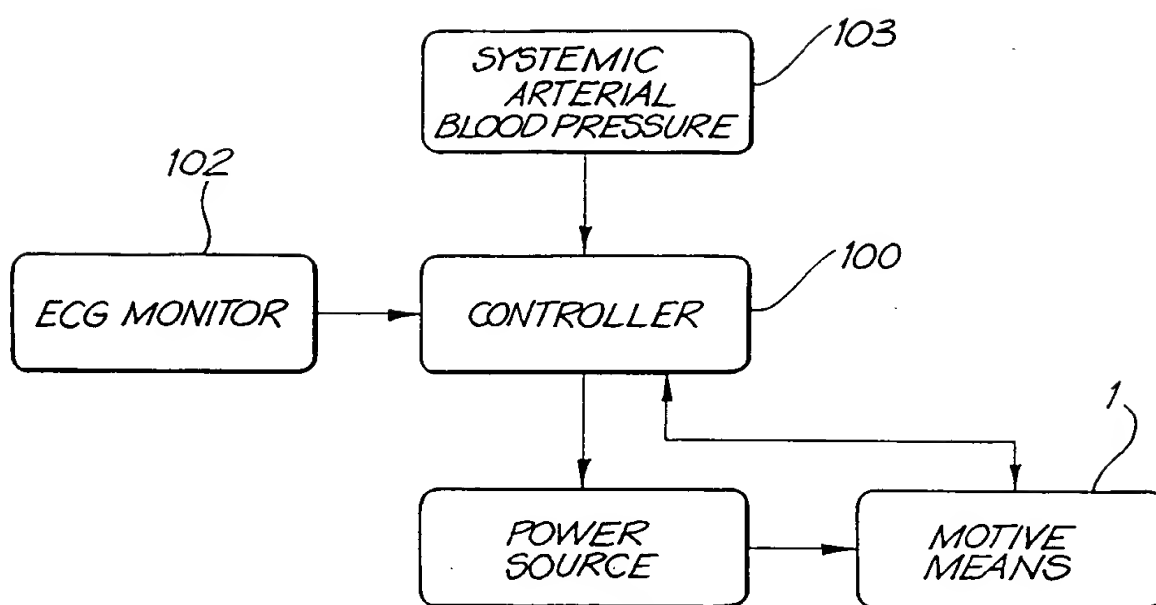 103
SYSTEMIC
ARTERIAL
BLOOD PRESSURE
102
100
ECG MONITOR
CONTROLLER
1
POWER
SOURCE
MOTIVE
MEANS